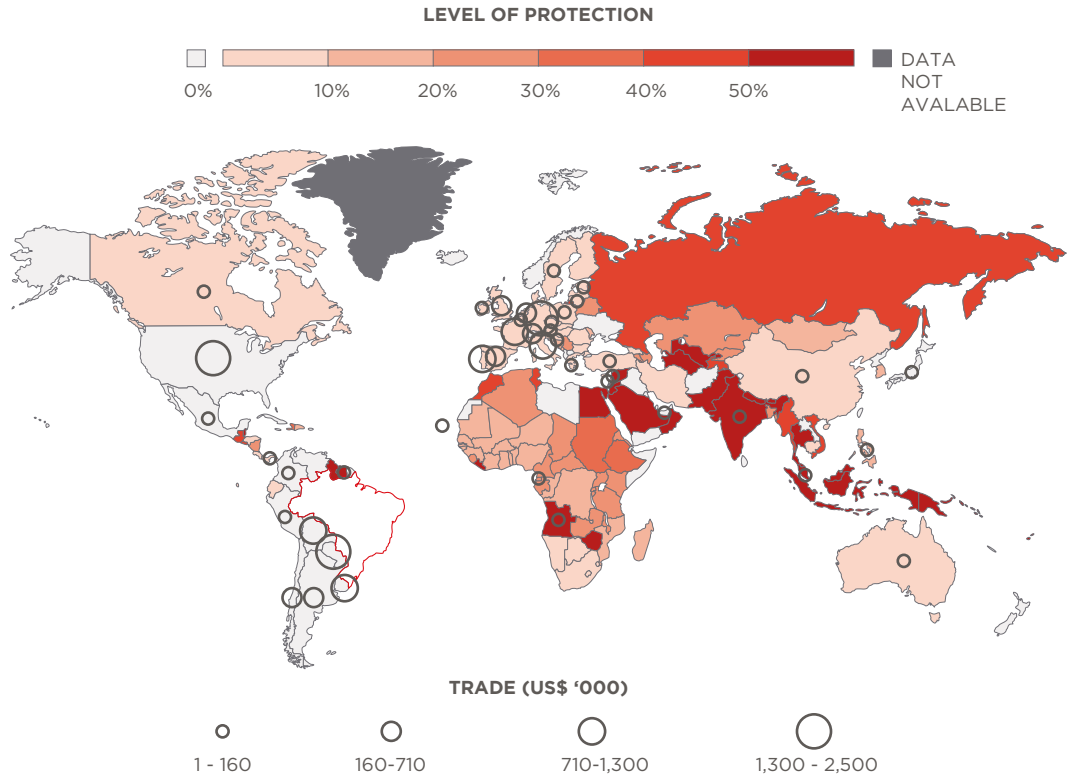 LEVEL OF PROTECTION
0% 10% 20% 30% 40% 50%
DATA
NOT
AVALABLE
TRADE (US$ ‘000)
1 - 160 160-710 710-1,300 1,300 - 2,500